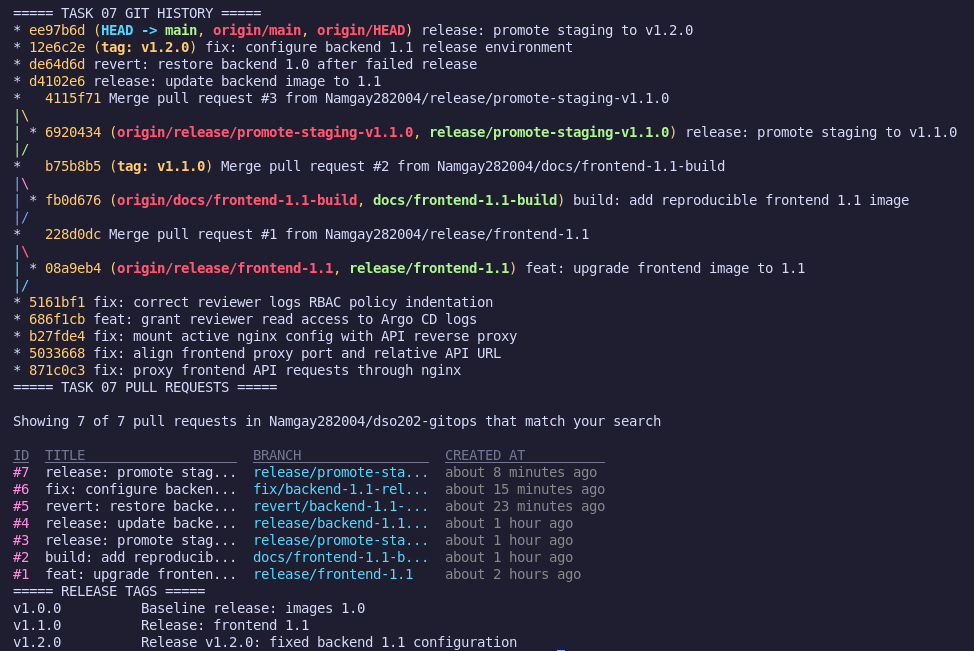 ===== TASK 07 GIT HISTORY =====
* ee97b6d (HEAD -> main, origin/main, origin/HEAD) release: promote staging to v1.2.0
* 12e6c2e (tag: v1.2.0) fix: configure backend 1.1 release environment
* de64d6d revert: restore backend 1.0 after failed release
* d4102e6 release: update backend image to 1.1
*   4115f71 Merge pull request #3 from Namgay282004/release/promote-staging-v1.1.0
|\
| * 6920434 (origin/release/promote-staging-v1.1.0, release/promote-staging-v1.1.0) release: promote staging to v1.1.0
|/
*   b75b8b5 (tag: v1.1.0) Merge pull request #2 from Namgay282004/docs/frontend-1.1-build
|\
| * fb0d676 (origin/docs/frontend-1.1-build, docs/frontend-1.1-build) build: add reproducible frontend 1.1 image
|/
*   228d0dc Merge pull request #1 from Namgay282004/release/frontend-1.1
|\
| * 08a9eb4 (origin/release/frontend-1.1, release/frontend-1.1) feat: upgrade frontend image to 1.1
|/
* 5161bf1 fix: correct reviewer logs RBAC policy indentation
* 686f1cb feat: grant reviewer read access to Argo CD logs
* b27fde4 fix: mount active nginx config with API reverse proxy
* 5033668 fix: align frontend proxy port and relative API URL
* 871c0c3 fix: proxy frontend API requests through nginx
===== TASK 07 PULL REQUESTS =====

Showing 7 of 7 pull requests in Namgay282004/dso202-gitops that match your search

ID  TITLE                     BRANCH                  CREATED AT
#7  release: promote stag...  release/promote-sta...  about 8 minutes ago
#6  fix: configure backen...  fix/backend-1.1-rel...  about 15 minutes ago
#5  revert: restore backe...  revert/backend-1.1-...  about 23 minutes ago
#4  release: update backe...  release/backend-1.1...  about 1 hour ago
#3  release: promote stag...  release/promote-sta...  about 1 hour ago
#2  build: add reproducib...  docs/frontend-1.1-b...  about 1 hour ago
#1  feat: upgrade fronten...  release/frontend-1.1    about 2 hours ago
===== RELEASE TAGS =====
v1.0.0          Baseline release: images 1.0
v1.1.0          Release: frontend 1.1
v1.2.0          Release v1.2.0: fixed backend 1.1 configuration